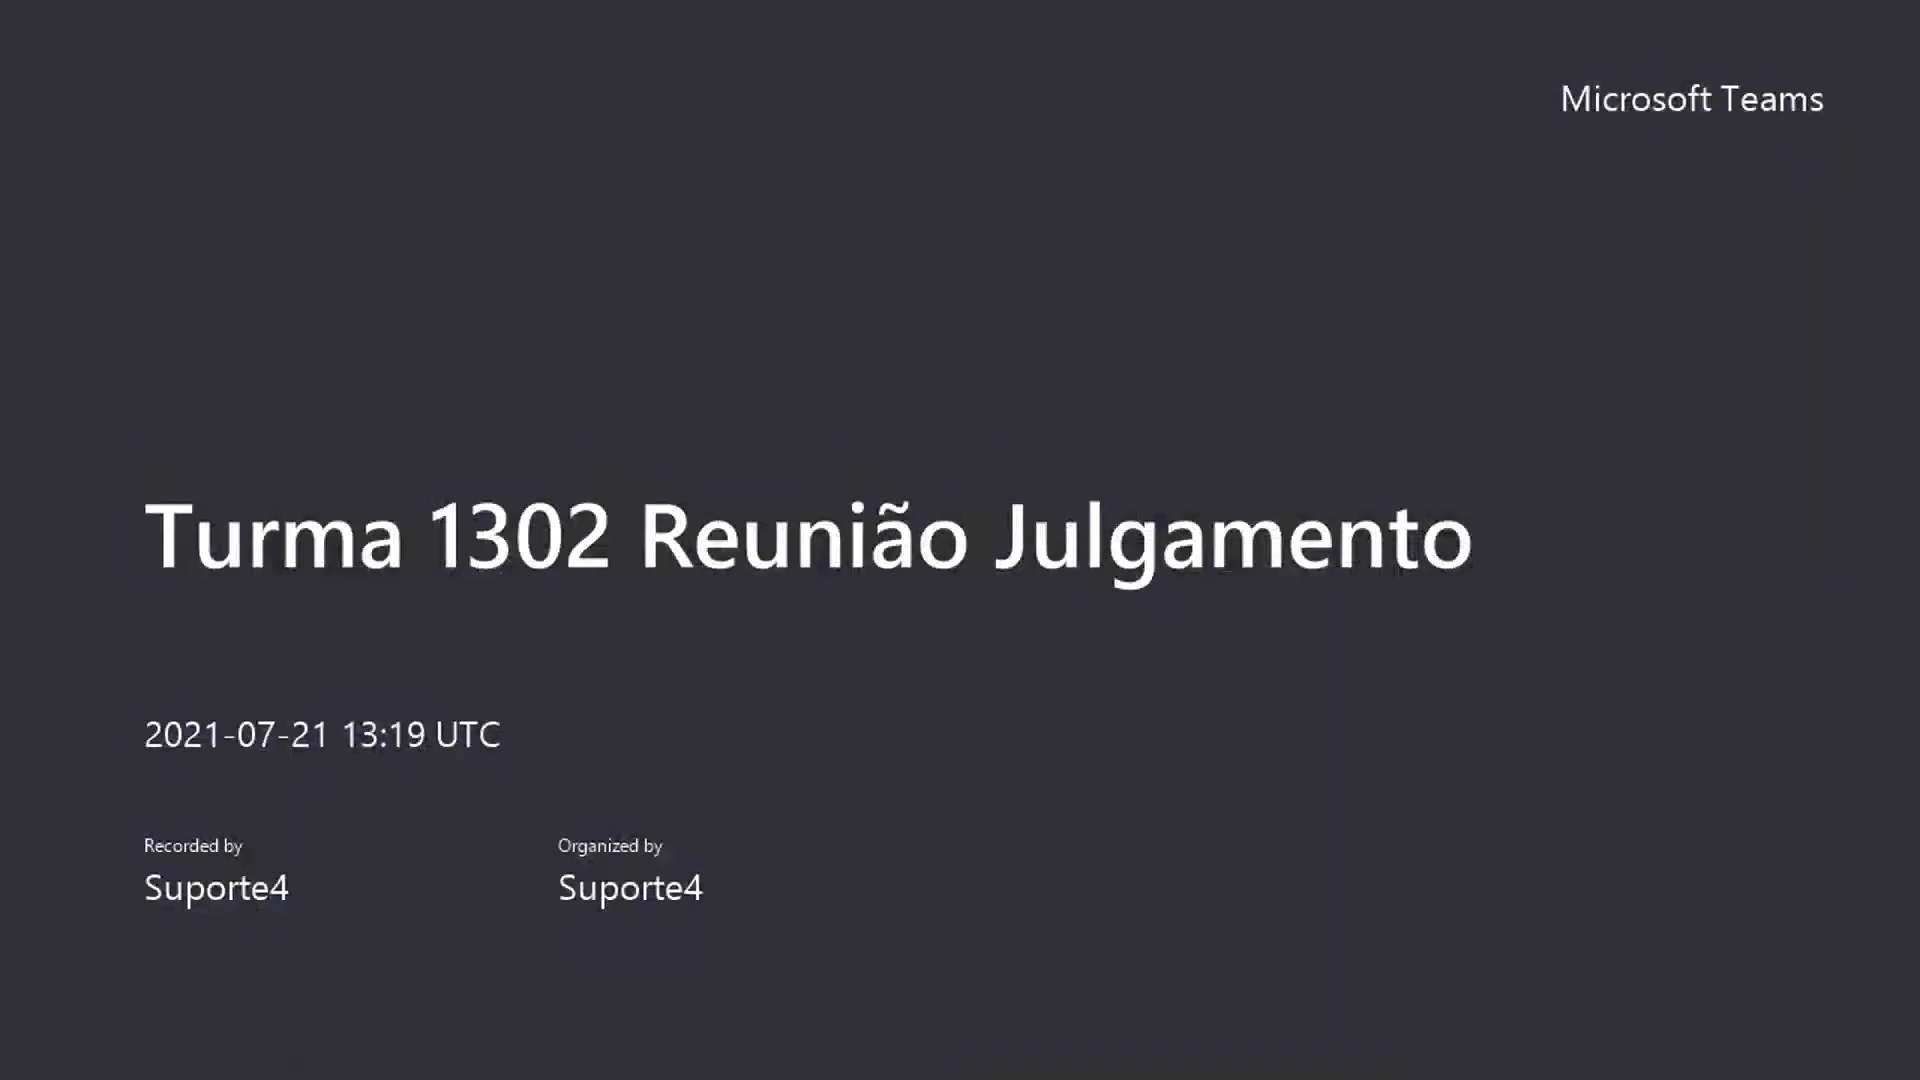 Microsoft Teams
Turma 1302 Reunião Julgamento
2021-07-21 13:19 UTC
Recorded by
Suporte4
Organized by
Suporte4